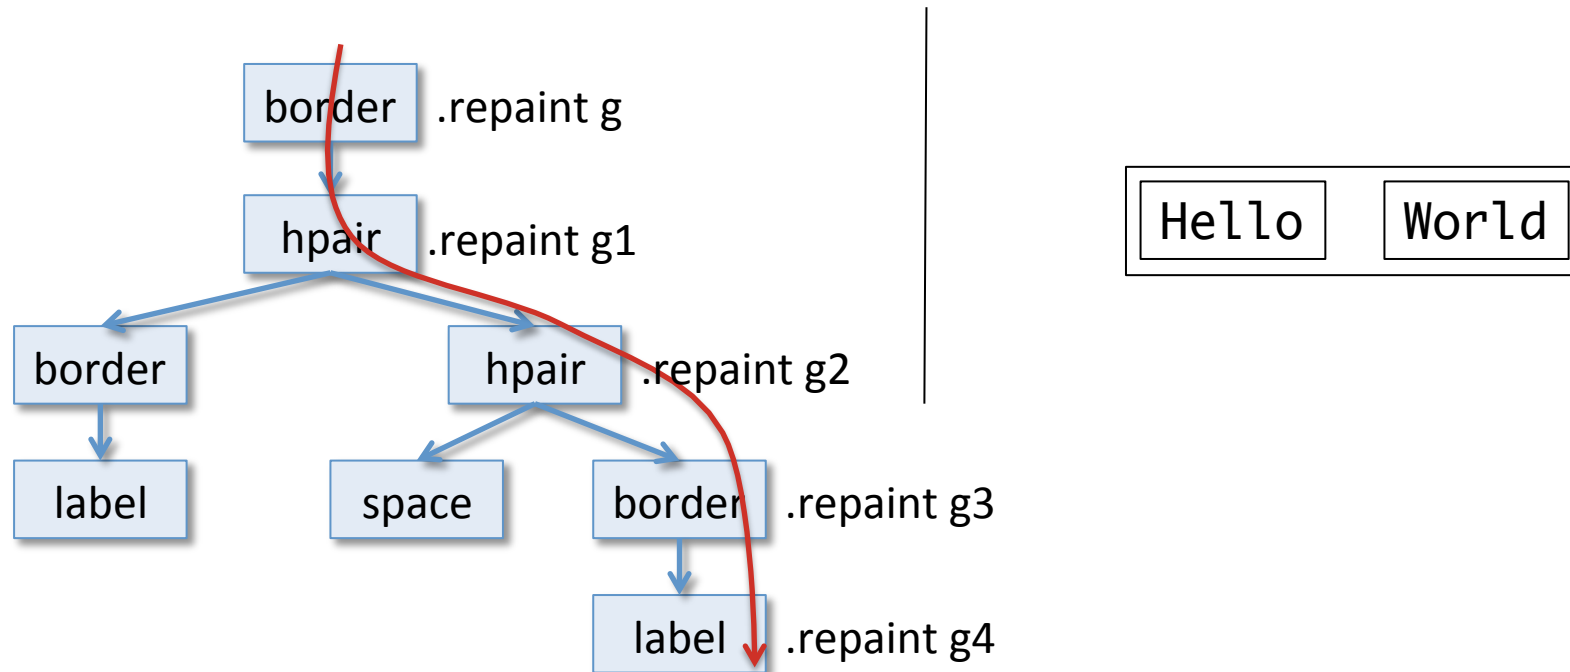 border .repaint g
hpair .repaint g1
Hello World
border hpair .repaint g2
label space border .repaint g3
label .repaint g4